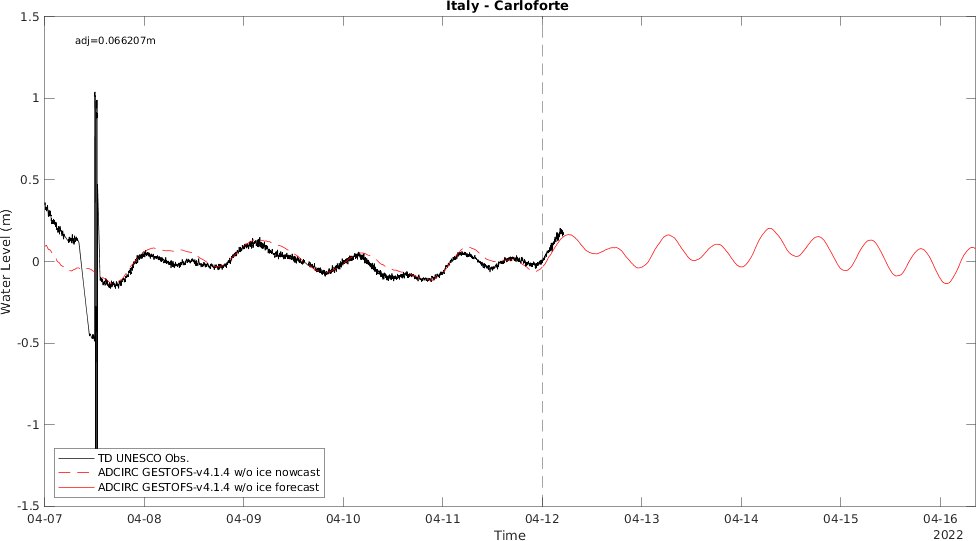 Italy - Carloforte
1.5
adj=0.066207m
1
0.5
0
-0.5
-1
-1.5
Water Level (m)
TD UNESCO Obs.
ADCIRC GESTOFS-v4.1.4 w/o ice nowcast
ADCIRC GESTOFS-v4.1.4 w/o ice forecast
04-07 04-08 04-09 04-10 04-11 04-12 04-13 04-14 04-15 04-16
Time
2022